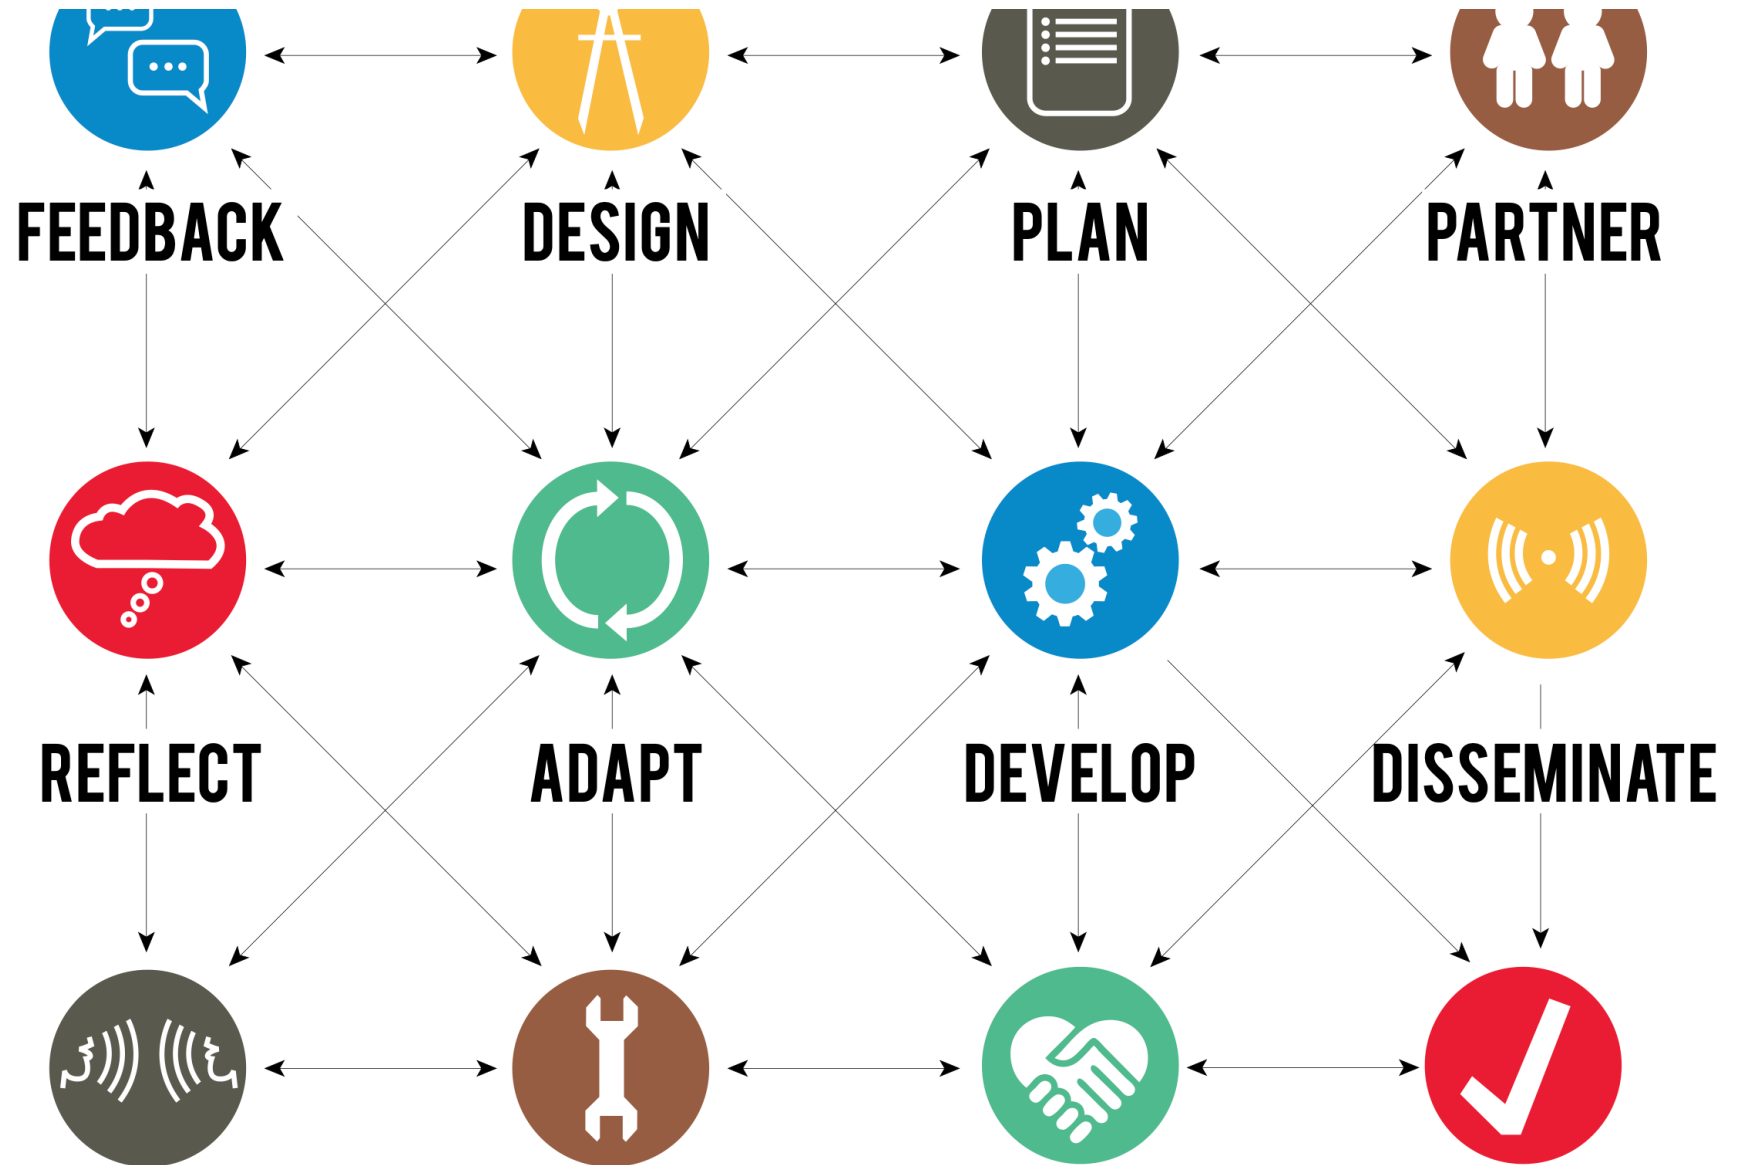 FEEDBACK
DESIGN
PLAN
PARTNER
REFLECT
ADAPT
DEVELOP
DISSEMINATE